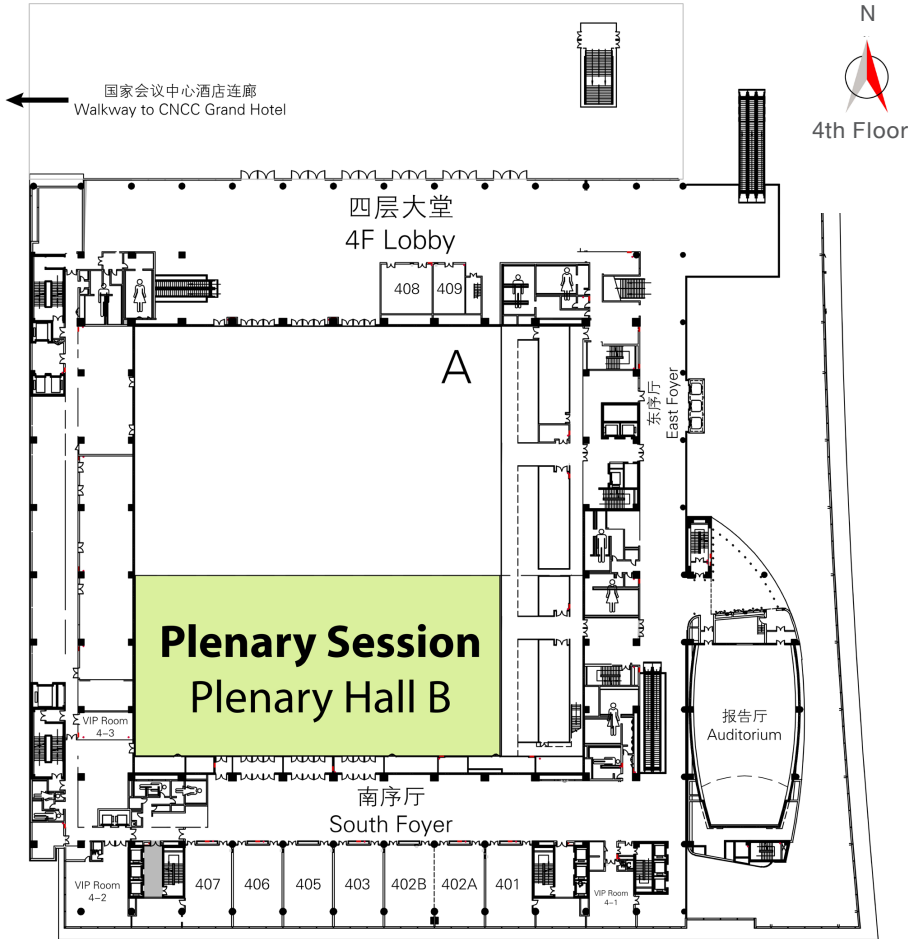 N
4th Floor
国家会议中心酒店连廊
Walkway to CNCC Grand Hotel
四层大堂
4F Lobby
408
409
A
东序厅
East Foyer
Plenary Session
Plenary Hall B
VIP Room
4–3
报告厅
Auditorium
南序厅
South Foyer
VIP Room
4–2
407
406
405
403
402B
402A
401
VIP Room
4–1